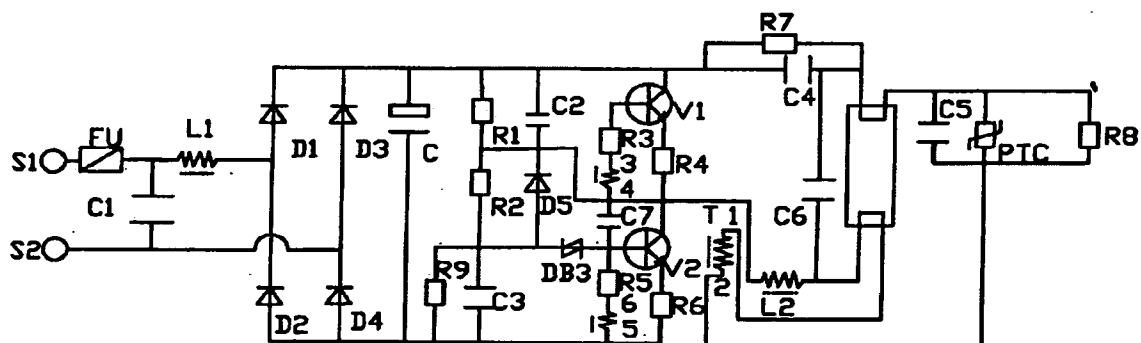 R7
C4
FU
L1
S1
C1
S2
D1
D3
C
R1
C2
R3
3
4
V1
R4
R2
D5
C7
T1
C6
C5
PTC
R8
R9
DB3
V2
2
L2
D2
D4
C3
R5
6
5
R6